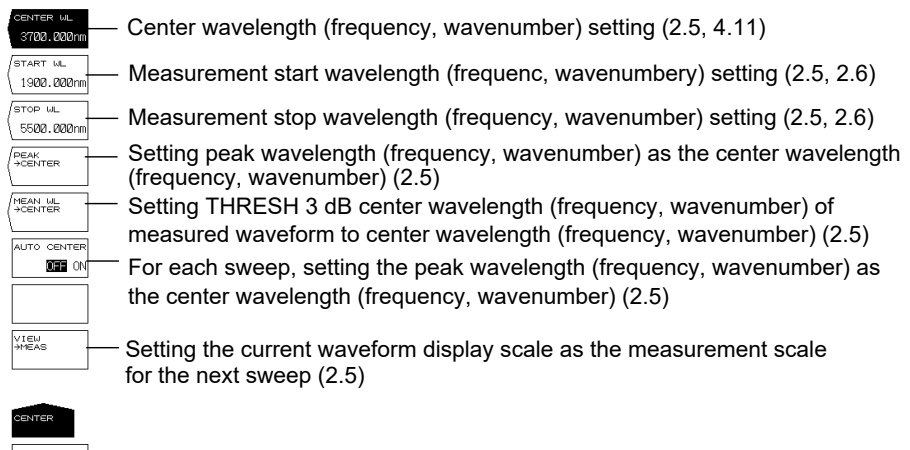 CENTER WL
3700.000nm
Center wavelength (frequency, wavenumber) setting (2.5, 4.11)
START WL
1900.000nm
Measurement start wavelength (frequenc, wavenumbery) setting (2.5, 2.6)
STOP WL
5500.000nm
Measurement stop wavelength (frequency, wavenumber) setting (2.5, 2.6)
PEAK
→CENTER
Setting peak wavelength (frequency, wavenumber) as the center wavelength
(frequency, wavenumber) (2.5)
MEAN WL
→CENTER
Setting THRESH 3 dB center wavelength (frequency, wavenumber) of
measured waveform to center wavelength (frequency, wavenumber) (2.5)
AUTO CENTER
OFF ON
For each sweep, setting the peak wavelength (frequency, wavenumber) as
the center wavelength (frequency, wavenumber) (2.5)
VIEW
→MEAS
Setting the current waveform display scale as the measurement scale
for the next sweep (2.5)
CENTER